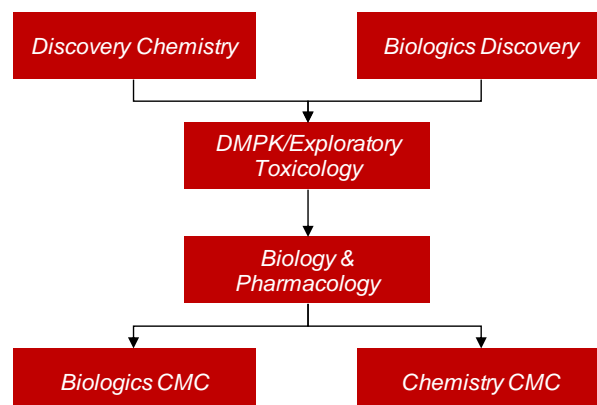 Discovery Chemistry
Biologics Discovery
DMPK/Exploratory
Toxicology
Biology &
Pharmacology
Biologics CMC
Chemistry CMC